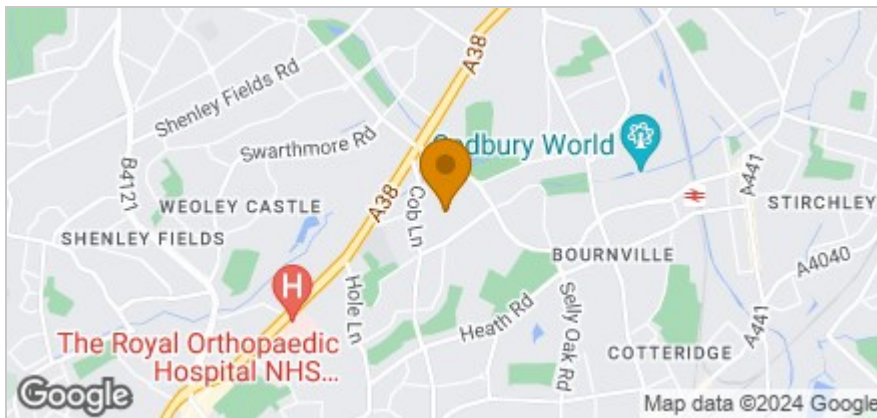 Shenley Fields Rd
Swarthmore Rd
B4121
WEOLEY CASTLE
SHENLEY FIELDS
A38
A38
Cob Ln
Hole Ln
World
A441
STIRCHLEY
BOURNVILLE
A4040
Heath Rd
Selly Oak Rd
A441
COTTERIDGE
H
The Royal Orthopaedic
Hospital NHS...
Google
Map data ©2024 Google